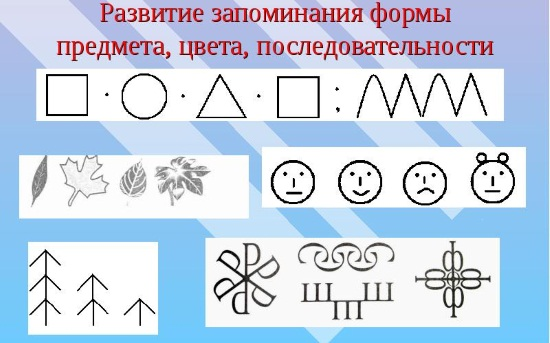 Развитие запоминания формы
предмета, цвета, последовательности